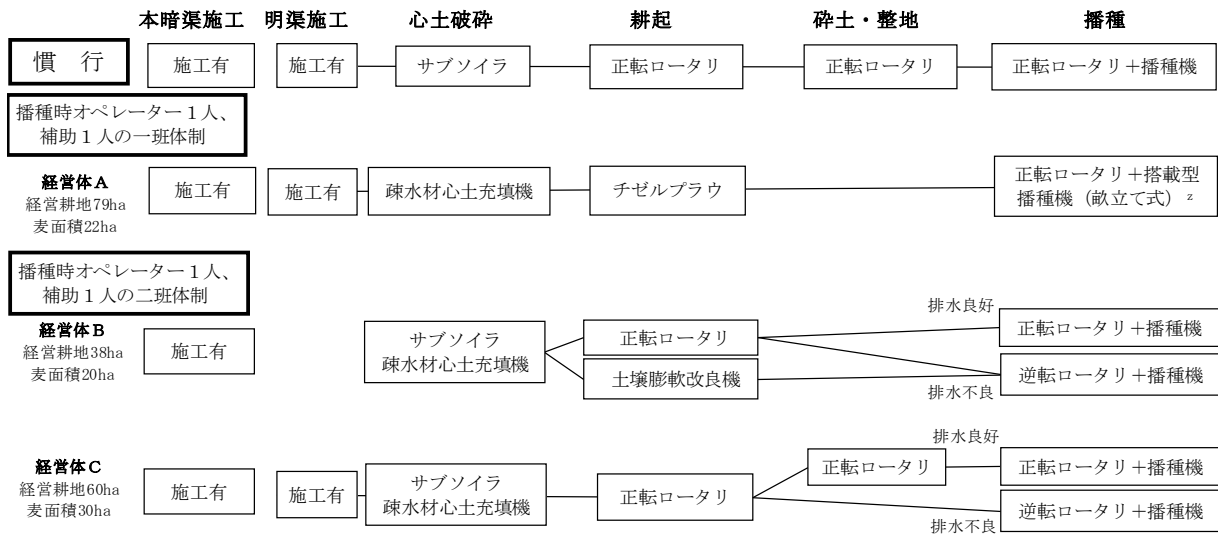 本暗渠施工 明渠施工 心土破砕 耕起 砕土・整地 播種
慣 行 施工有 施工有 サブソイラ 正転ロータリ 正転ロータリ 正転ロータリ＋播種機
播種時オペレーター１人、
補助１人の一班体制
経営体Ａ
経営耕地79ha
麦面積22ha
施工有 施工有 疎水材心土充填機 チゼルプラウ
正転ロータリ＋搭載型
播種機（畝立て式）ᶻ
播種時オペレーター１人、
補助１人の二班体制
経営体Ｂ
経営耕地38ha
麦面積20ha
施工有
サブソイラ
疎水材心土充填機
正転ロータリ
土壌膨軟改良機
排水良好
正転ロータリ＋播種機
逆転ロータリ＋播種機
排水不良
経営体Ｃ
経営耕地60ha
麦面積30ha
施工有 施工有
サブソイラ
疎水材心土充填機
正転ロータリ
正転ロータリ
排水良好
正転ロータリ＋播種機
逆転ロータリ＋播種機
排水不良